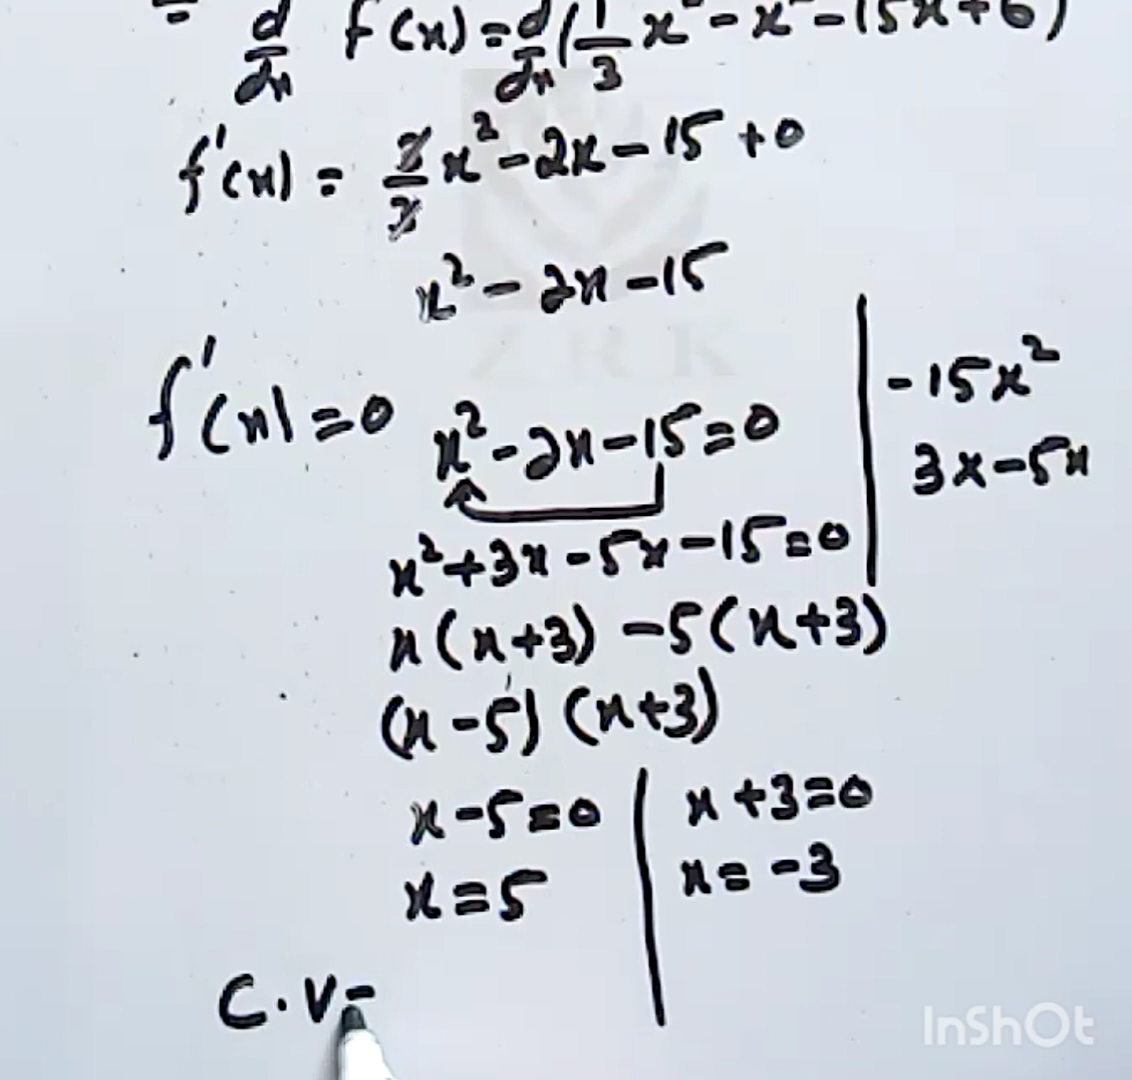 = d/dx f(x) = d/dx (1/3 x - x - 15x + 6)
f'(x) = 3/3 x² - 2x - 15 + 0
x² - 2x - 15
ZRK
f'(x) = 0 x² - 2x - 15 = 0
-15x²
3x - 5x
x² + 3x - 5x - 15 = 0
x(x+3) - 5(x+3)
(x-5) (x+3)
x - 5 = 0 x + 3 = 0
x = 5 x = -3
C.V =
InShOt